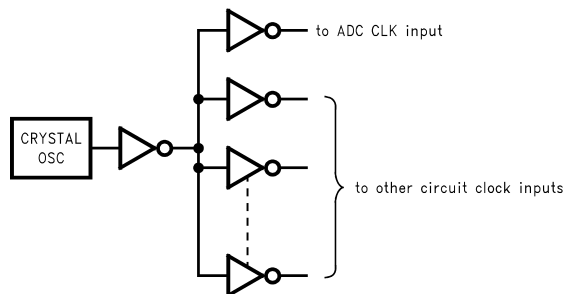 to ADC CLK input
CRYSTAL
OSC
to other circuit clock inputs